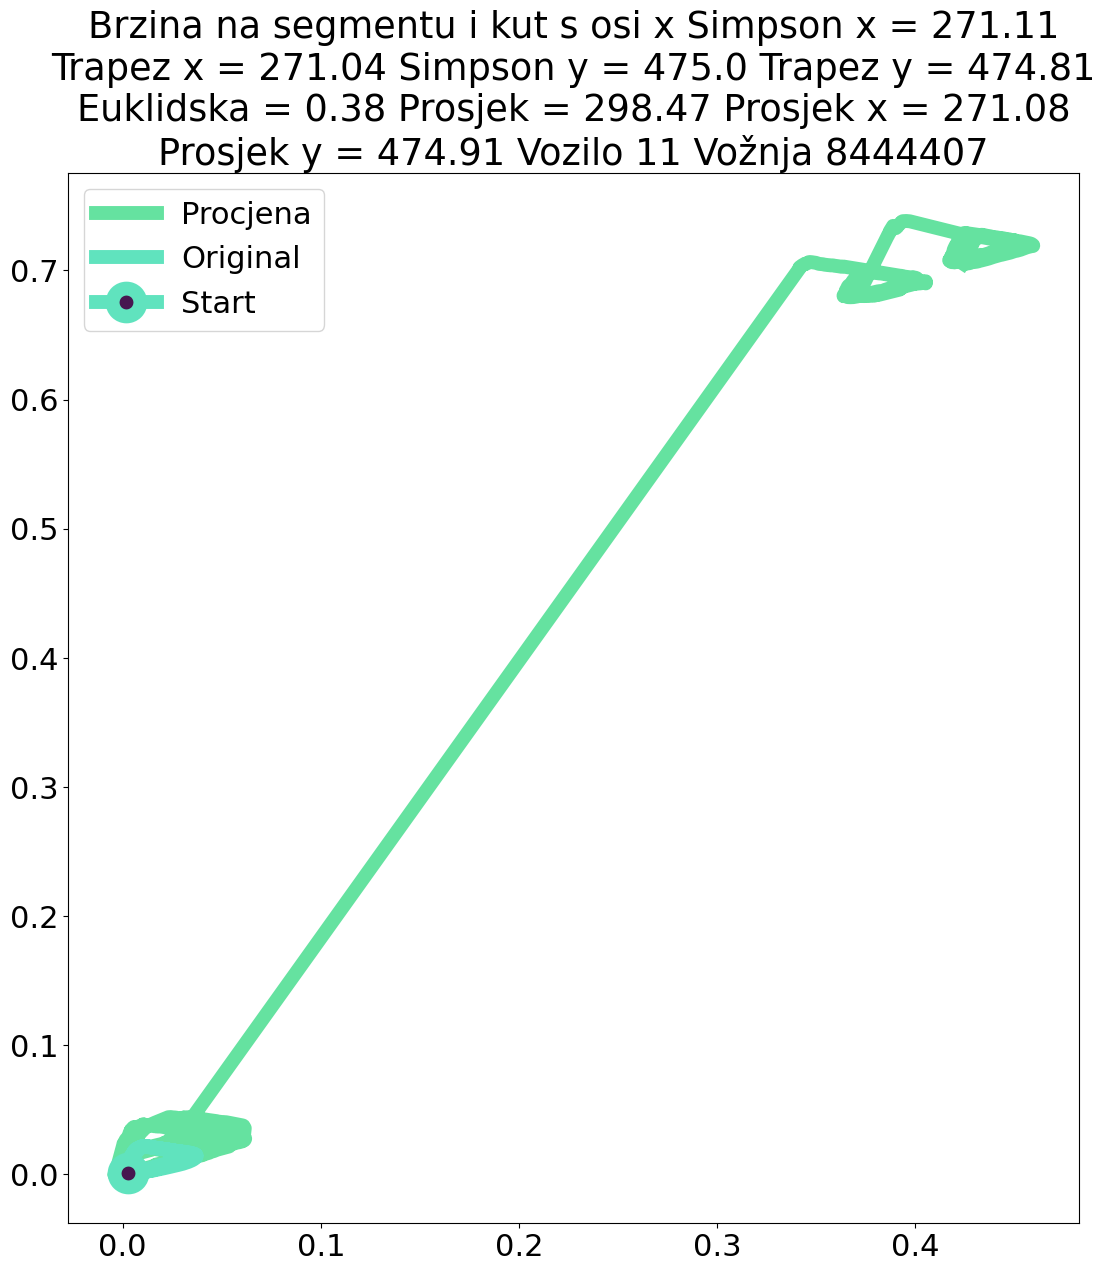 Brzina na segmentu i kut s osi x Simpson x = 271.11
Trapez x = 271.04 Simpson y = 475.0 Trapez y = 474.81
Euklidska = 0.38 Prosjek = 298.47 Prosjek x = 271.08
Prosjek y = 474.91 Vozilo 11 Vožnja 8444407
Procjena
Original
Start
0.7
0.6
0.5
0.4
0.3
0.2
0.1
0.0
0.0 0.1 0.2 0.3 0.4